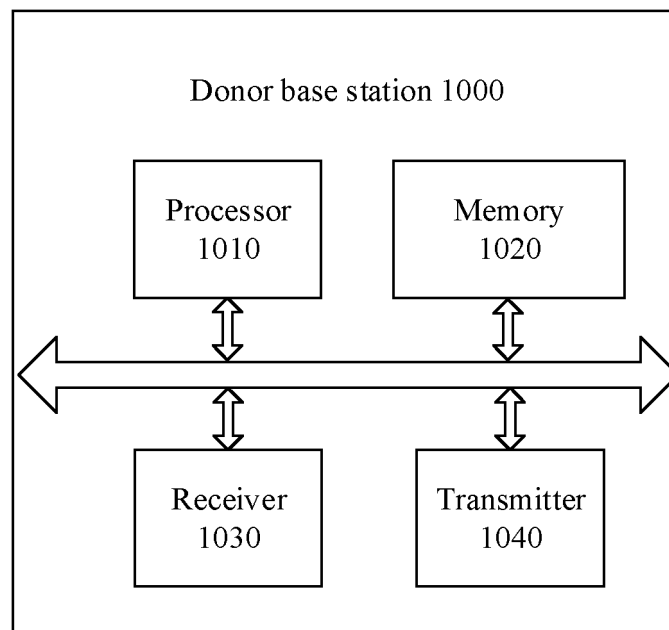 Donor base station 1000
Processor
1010
Memory
1020
Receiver
1030
Transmitter
1040